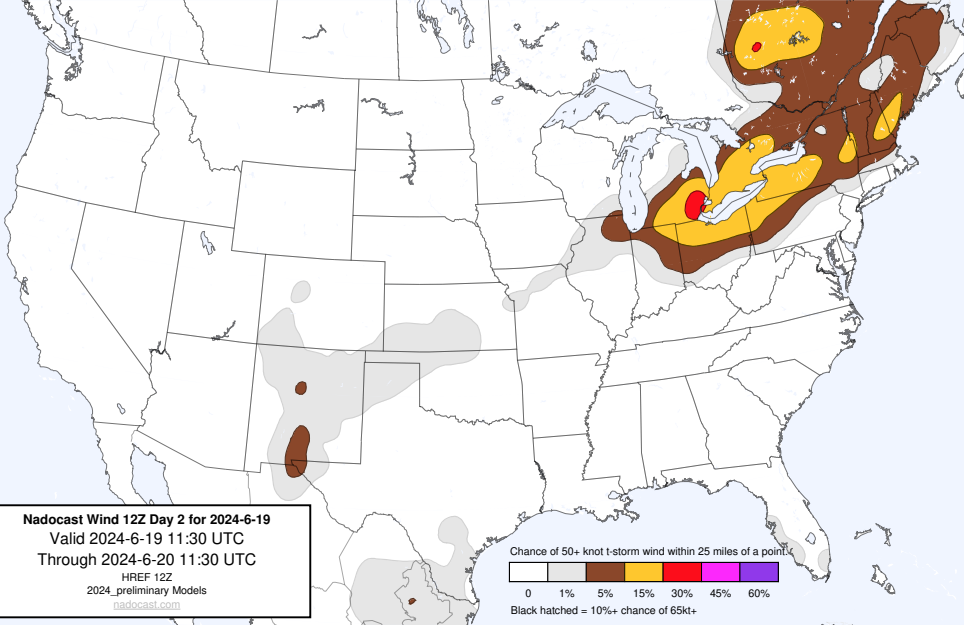 Nadocast Wind 12Z Day 2 for 2024-6-19
Valid 2024-6-19 11:30 UTC
Through 2024-6-20 11:30 UTC
HREF 12Z
2024_preliminary Models
nadocast.com
Chance of 50+ knot t-storm wind within 25 miles of a point.
0 1% 5% 15% 30% 45% 60%
Black hatched = 10%+ chance of 65kt+